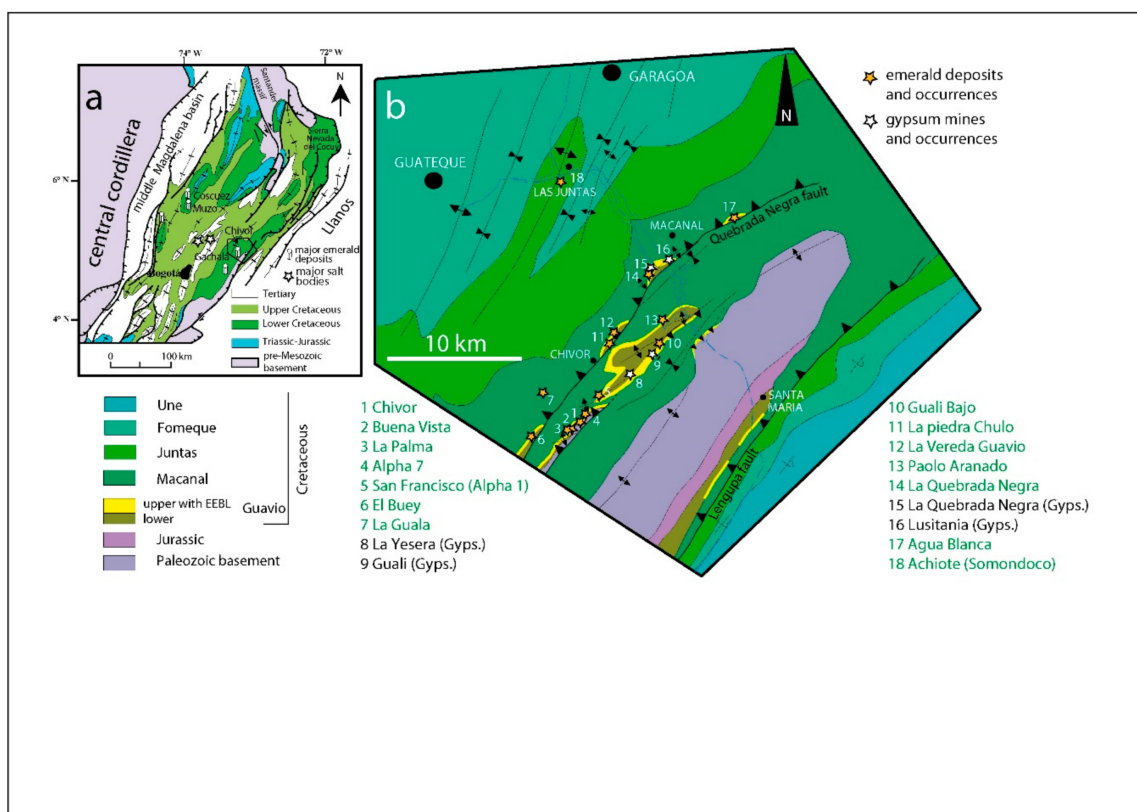 a
74° W
72° W
N
Santander
massif
Sierra
Nevada
del Cocuy
central cordillera
middle Magdalena basin
6° N
Coscuez
Muzo
Chivor
Gachalá
Bogotá
Llanos
major emerald
deposits
major salt
bodies
Tertiary
Upper Cretaceous
Lower Cretaceous
Triassic-Jurassic
pre-Mesozoic
basement
4° N
0 100 km
b
GARAGOA
N
GUATEQUE
18
LAS JUNTAS
MACANAL
17
Quebrada Negra fault
16
15
14
10 km
12
11
13
10
9
8
CHIVOR
7
5
1
2
3
4
6
SANTA
MARIA
Lengupa fault
emerald deposits
and occurrences
gypsum mines
and occurrences
Une
Fomeque
Juntas
Macanal
upper with EEBL
lower
Guavio
Cretaceous
Jurassic
Paleozoic basement
1 Chivor
2 Buena Vista
3 La Palma
4 Alpha 7
5 San Francisco (Alpha 1)
6 El Buey
7 La Guala
8 La Yesera (Gyps.)
9 Guali (Gyps.)
10 Guali Bajo
11 La piedra Chulo
12 La Vereda Guavio
13 Paolo Aranado
14 La Quebrada Negra
15 La Quebrada Negra (Gyps.)
16 Lusitania (Gyps.)
17 Agua Blanca
18 Achiote (Somondoco)